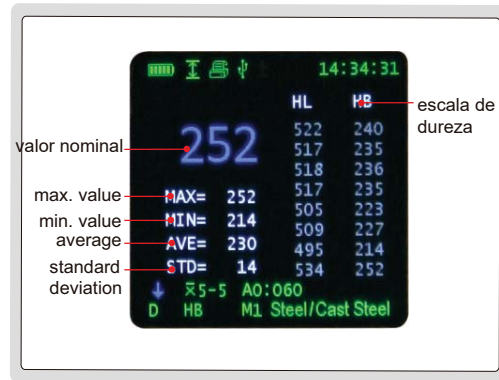 14:34:31
HL HB
escala de
dureza
valor nominal
252
522 240
517 235
518 236
517 235
505 223
509 227
495 214
534 252
max. value
min. value
average
standard
deviation
MAX= 252
MIN= 214
AVE= 230
STD= 14
x̅5-5 A0:060
D HB M1 Steel/Cast Steel